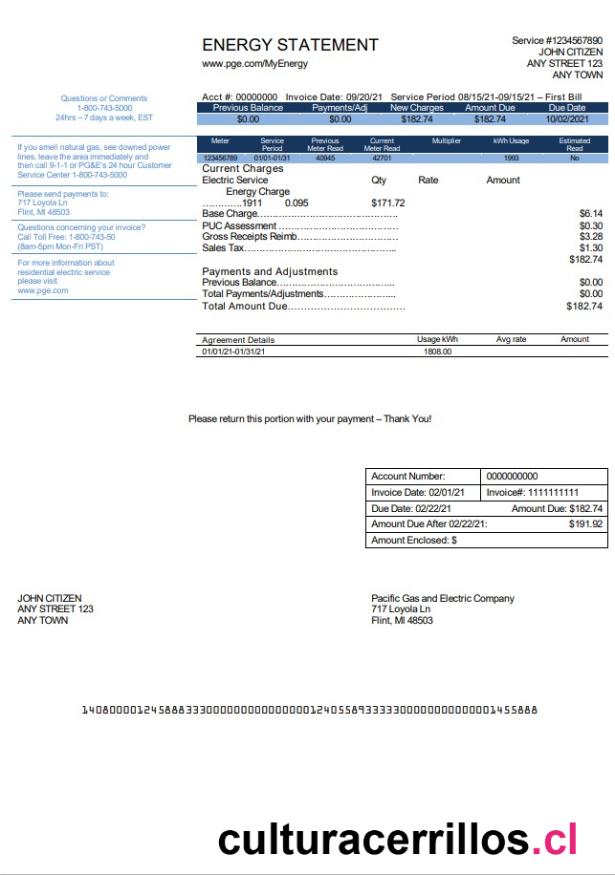 ENERGY STATEMENT
www.pge.com/MyEnergy
Service #1234567890
JOHN CITIZEN
ANY STREET 123
ANY TOWN
Questions or Comments
1-800-743-5000
24hrs – 7 days a week, EST
If you smell natural gas, see downed power
lines, leave the area immediately and
then call 9-1-1 or PG&E's 24 hour Customer
Service Center 1-800-743-5000
Please send payments to:
717 Loyola Ln
Flint, MI 48503
Questions concerning your invoice?
Call Toll Free: 1-800-743-50
(8am-5pm Mon-Fri PST)
For more information about
residential electric service
please visit
www.pge.com
Acct #: 00000000 Invoice Date: 09/20/21 Service Period 08/15/21-09/15/21 – First Bill
Previous Balance Payments/Adj New Charges Amount Due Due Date
$0.00 $0.00 $182.74 $182.74 10/02/2021
Meter Service Period Previous Meter Read Current Meter Read Multiplier kWh Usage Estimated Read
123456789 01/01-01/31 40945 42701 1993 No
Current Charges
Electric Service Qty Rate Amount
Energy Charge
.............1911 0.095 $171.72
Base Charge.......................................... $6.14
PUC Assessment .................................... $0.30
Gross Receipts Reimb.............................. $3.28
Sales Tax............................................... $1.30
$182.74
Payments and Adjustments
Previous Balance.................................... $0.00
Total Payments/Adjustments..................... $0.00
Total Amount Due................................... $182.74
Agreement Details Usage kWh Avg rate Amount
01/01/21-01/31/21 1808.00
Please return this portion with your payment – Thank You!
Account Number: 0000000000
Invoice Date: 02/01/21 Invoice#: 1111111111
Due Date: 02/22/21 Amount Due: $182.74
Amount Due After 02/22/21: $191.92
Amount Enclosed: $
JOHN CITIZEN
ANY STREET 123
ANY TOWN
Pacific Gas and Electric Company
717 Loyola Ln
Flint, MI 48503
culturacerrillos.cl